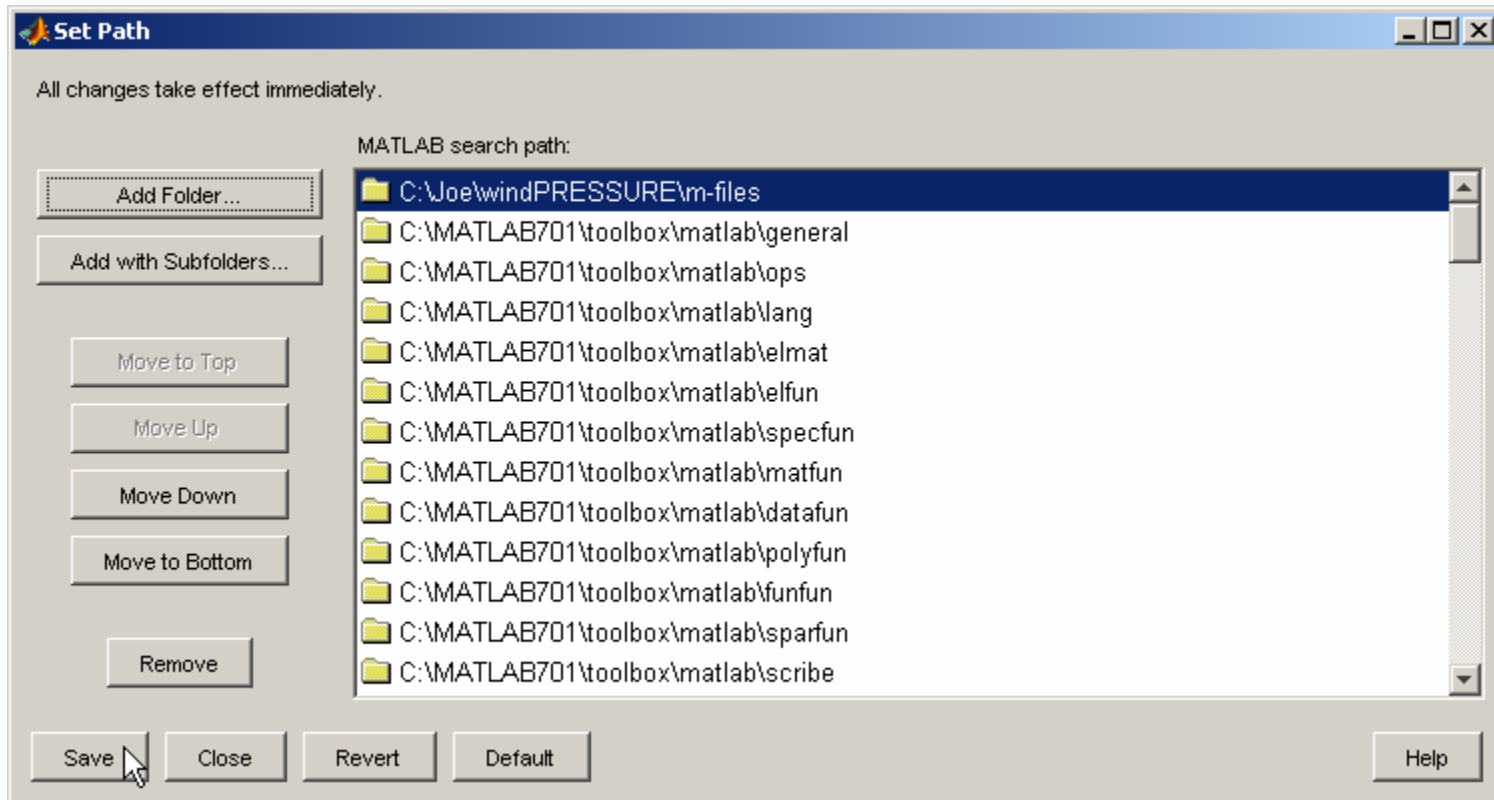 Set Path
All changes take effect immediately.
MATLAB search path:
Add Folder...
Add with Subfolders...
Move to Top
Move Up
Move Down
Move to Bottom
Remove
C:\Joe\windPRESSURE\m-files
C:\MATLAB701\toolbox\matlab\general
C:\MATLAB701\toolbox\matlab\ops
C:\MATLAB701\toolbox\matlab\lang
C:\MATLAB701\toolbox\matlab\elmat
C:\MATLAB701\toolbox\matlab\elfun
C:\MATLAB701\toolbox\matlab\specfun
C:\MATLAB701\toolbox\matlab\matfun
C:\MATLAB701\toolbox\matlab\datafun
C:\MATLAB701\toolbox\matlab\polyfun
C:\MATLAB701\toolbox\matlab\funfun
C:\MATLAB701\toolbox\matlab\sparfun
C:\MATLAB701\toolbox\matlab\scribe
Save
Close
Revert
Default
Help